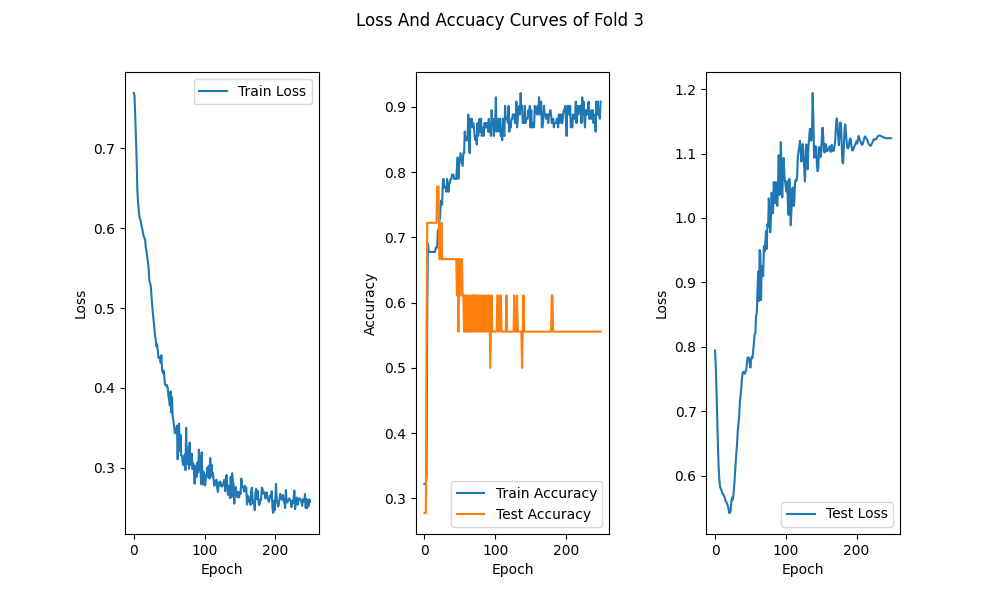 Loss And Accuacy Curves of Fold 3
Loss
0.7
0.6
0.5
0.4
0.3
Train Loss
0
100
200
Epoch
Accuracy
0.9
0.8
0.7
0.6
0.5
0.4
0.3
Train Accuracy
Test Accuracy
0
100
200
Epoch
Loss
1.2
1.1
1.0
0.9
0.8
0.7
0.6
Test Loss
0
100
200
Epoch